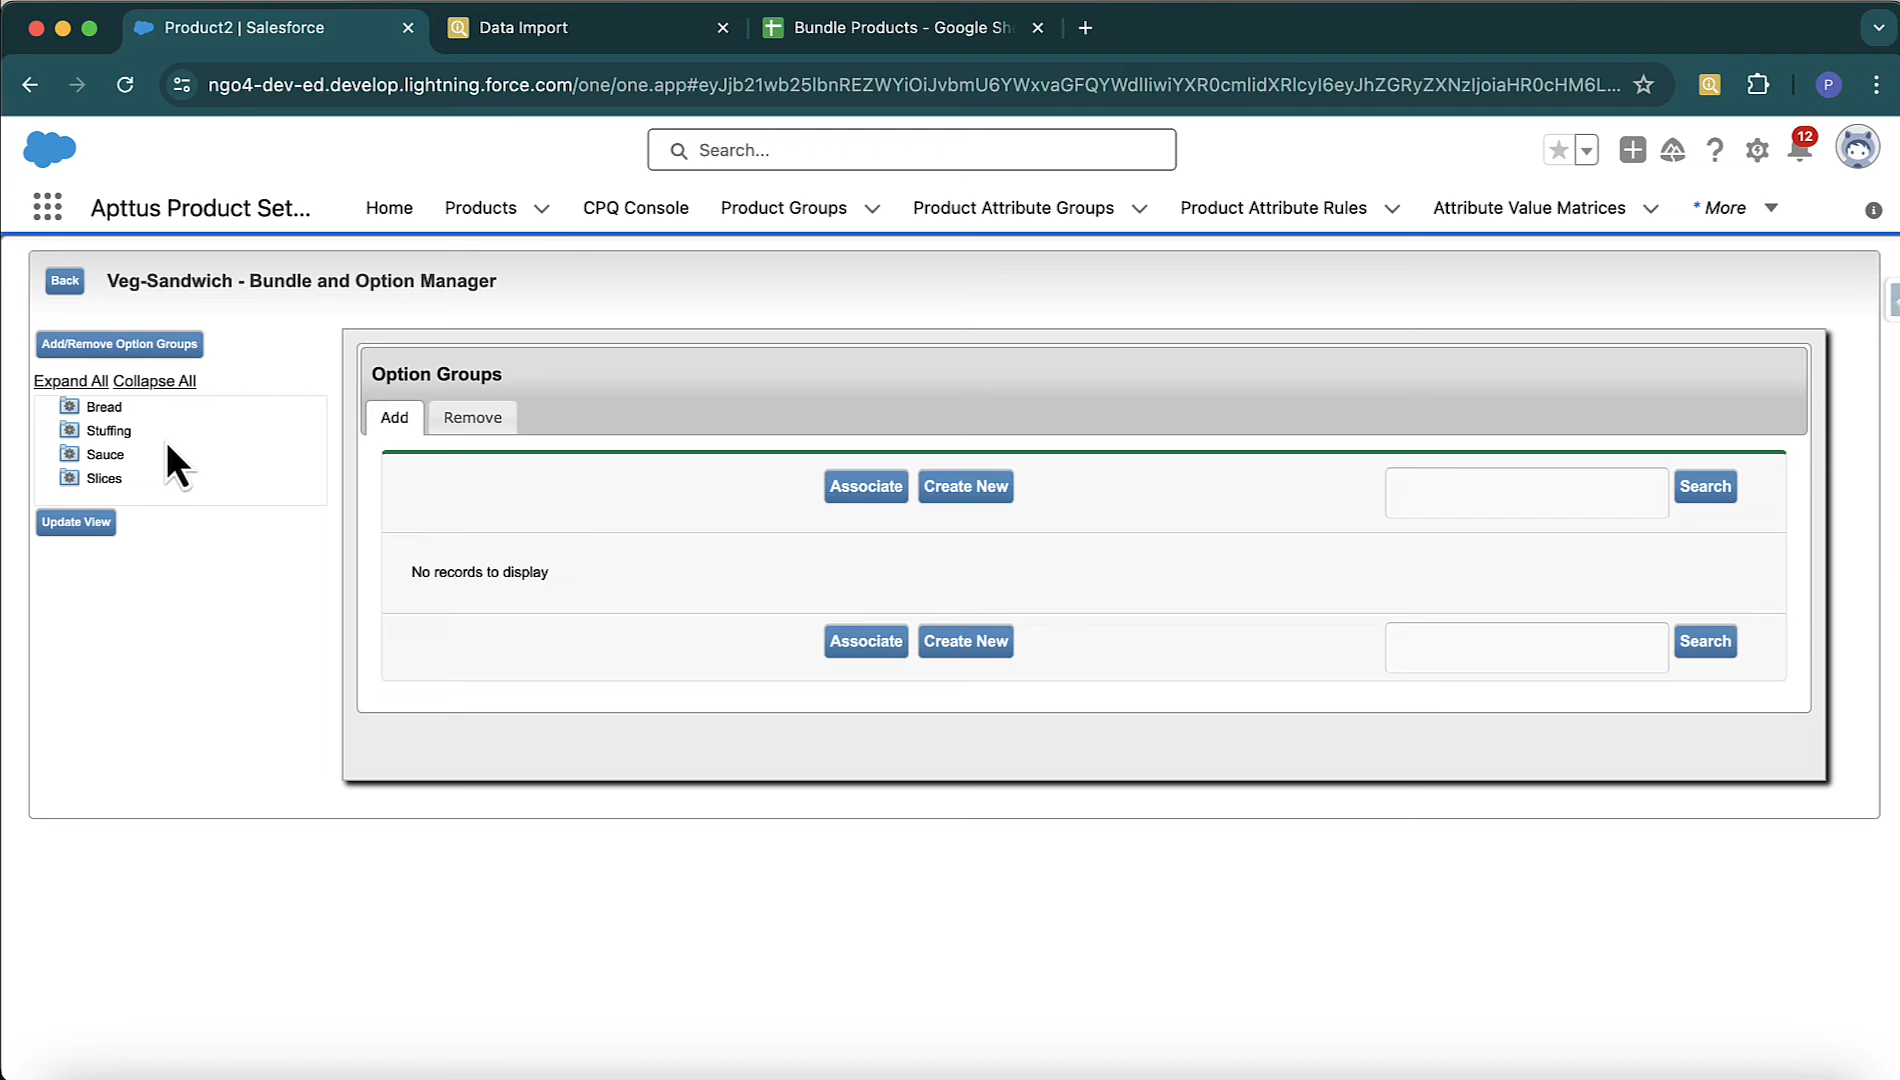 Product2 | Salesforce
Data Import
Bundle Products - Google She
ngo4-dev-ed.develop.lightning.force.com/one/one.app#eyJjb21wb25lbnREZWYiOiJvbmU6YWxvaGFQYWdlIiwiYXR0cmlidXRlcyI6eyJhZGRyZXNzIjoiaHR0cHM6L...
P
Search...
12
Apttus Product Set...
Home
Products
CPQ Console
Product Groups
Product Attribute Groups
Product Attribute Rules
Attribute Value Matrices
* More
Back
Veg-Sandwich - Bundle and Option Manager
Add/Remove Option Groups
Expand All Collapse All
Bread
Stuffing
Sauce
Slices
Update View
Option Groups
Add
Remove
Associate
Create New
Search
No records to display
Associate
Create New
Search